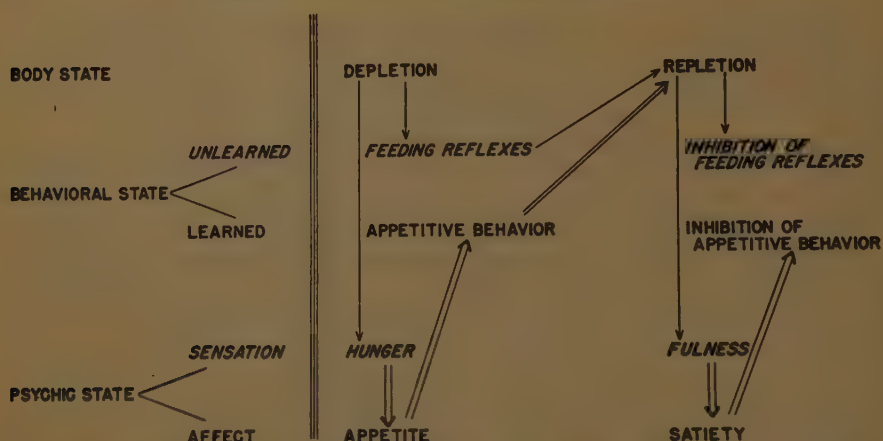 BODY STATE
DEPLETION
REPLETION
UNLEARNED
FEEDING REFLEXES
INHIBITION OF
FEEDING REFLEXES
BEHAVIORAL STATE
LEARNED
APPETITIVE BEHAVIOR
INHIBITION OF
APPETITIVE BEHAVIOR
SENSATION
HUNGER
FULNESS
PSYCHIC STATE
AFFECT
APPETITE
SATIETY